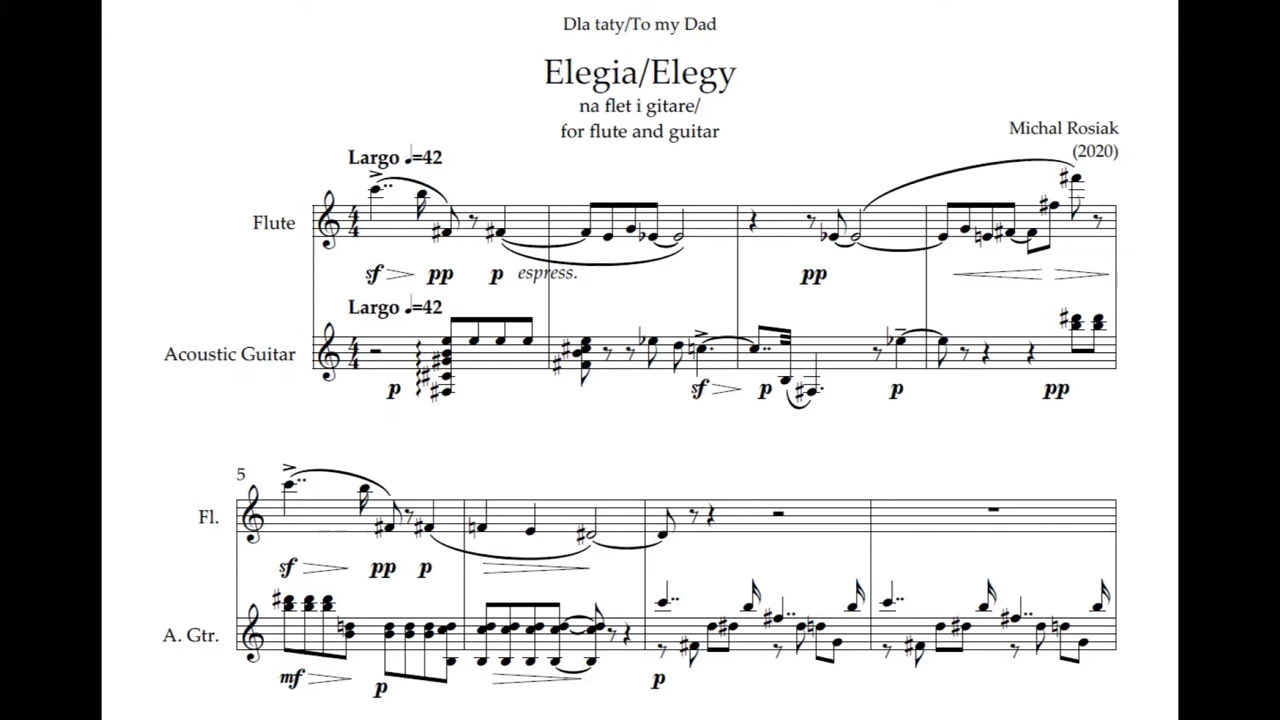 Dla taty/To my Dad
Elegia/Elegy
na flet i gitare/
for flute and guitar
Michal Rosiak
(2020)
Largo ♩=42
Flute
sf pp p espress. pp
Largo ♩=42
Acoustic Guitar
p sf p p pp
5
Fl.
sf pp p
A. Gtr.
mf p p